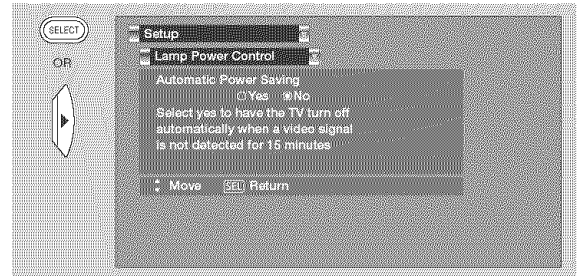 SELECT
OR
Setup
Lamp Power Control
Automatic Power Saving
Yes No
Select yes to have the TV turn off
automatically when a video signal
is not detected for 15 minutes
Move SEL Return